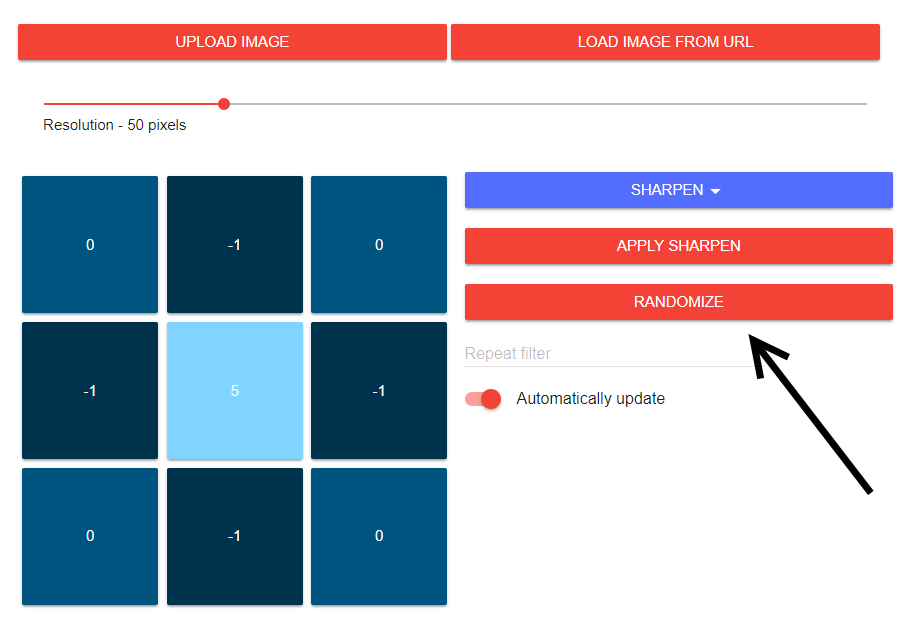 UPLOAD IMAGE
LOAD IMAGE FROM URL
Resolution - 50 pixels
0 -1 0
-1 5 -1
0 -1 0
SHARPEN
APPLY SHARPEN
RANDOMIZE
Repeat filter
Automatically update